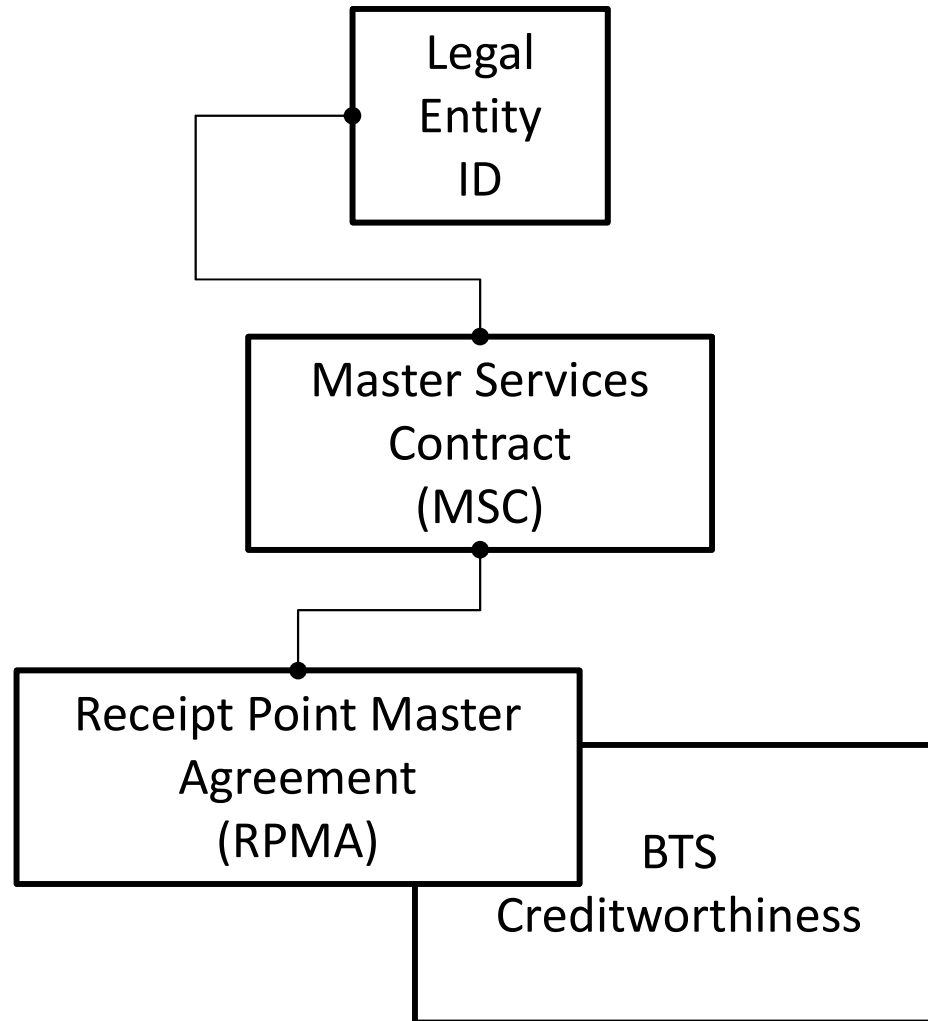 Legal
Entity
ID
Master Services
Contract
(MSC)
Receipt Point Master
Agreement
(RPMA)
BTS
Creditworthiness